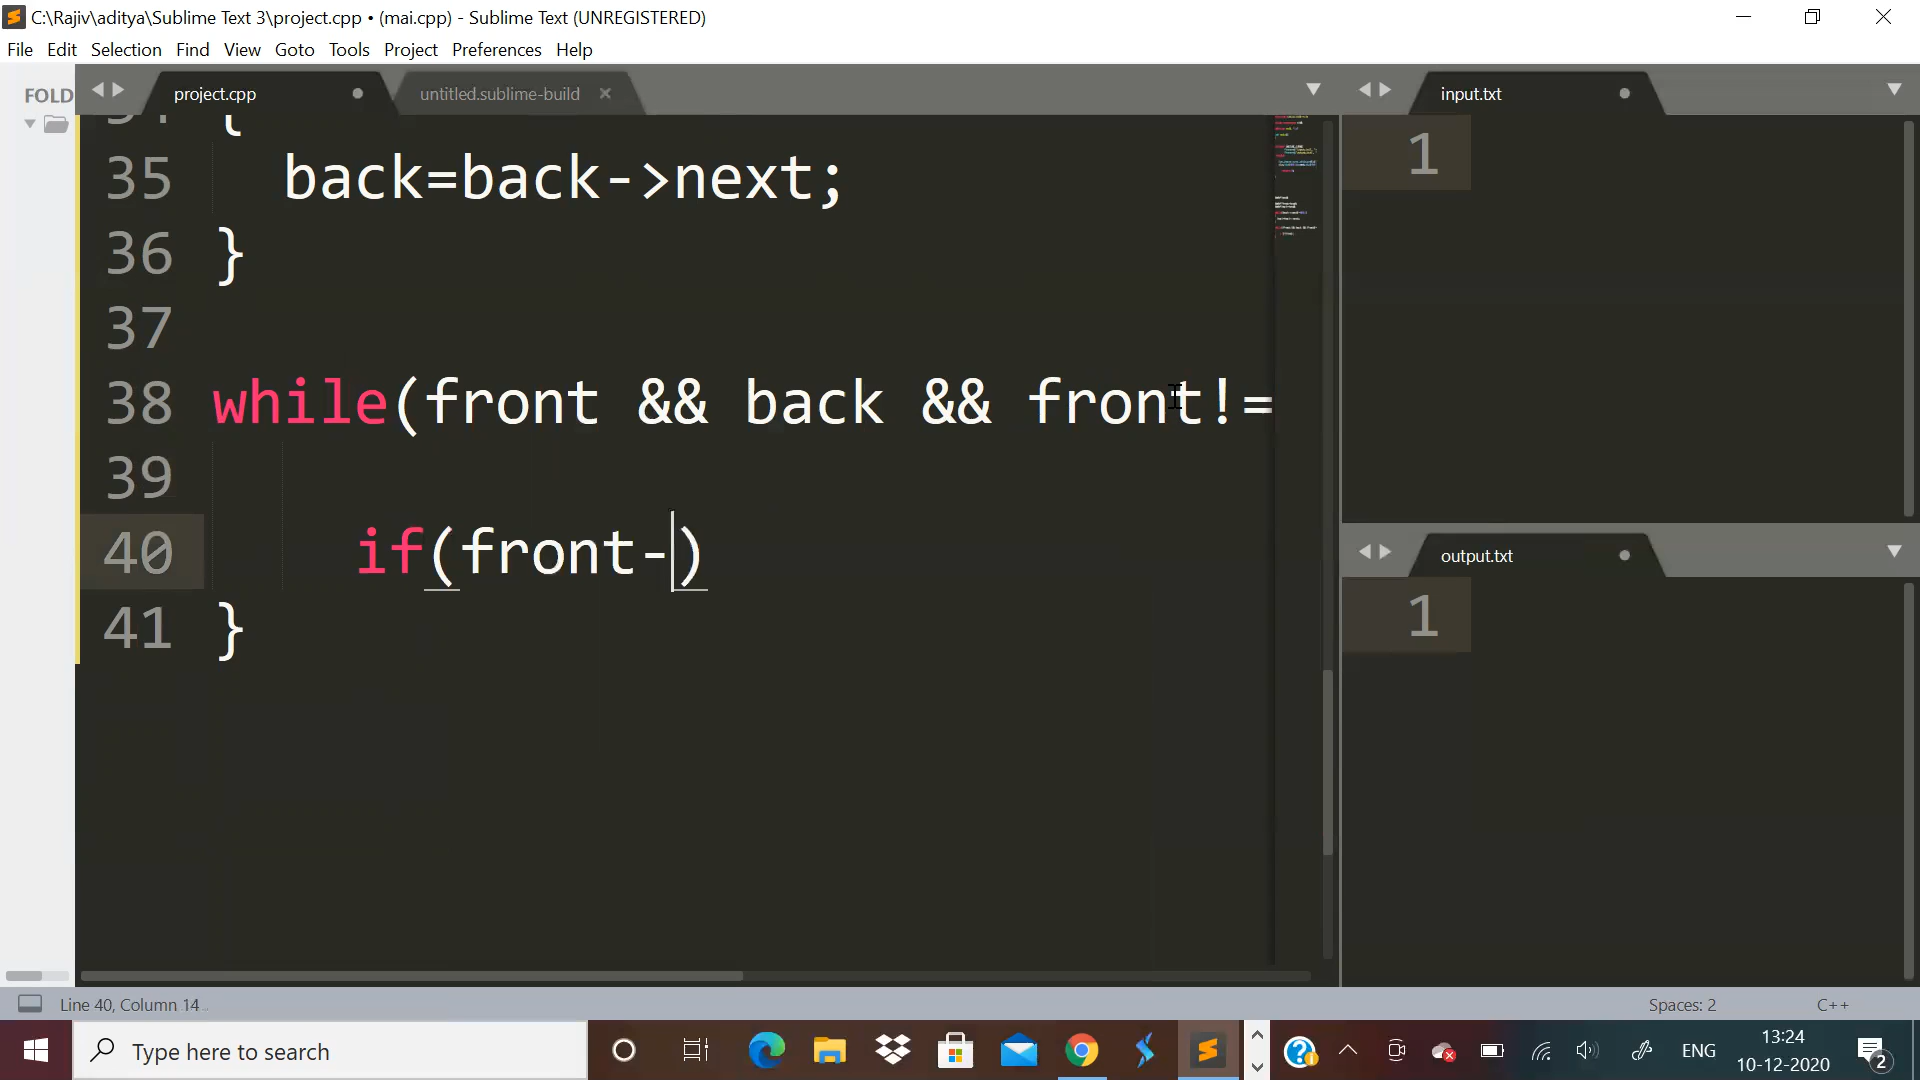 C:\Rajiv\aditya\Sublime Text 3\project.cpp • (mai.cpp) - Sublime Text (UNREGISTERED)
File Edit Selection Find View Goto Tools Project Preferences Help
FOLD
project.cpp
untitled.sublime-build
input.txt
{
35 back=back->next;
36 }
37
38 while(front && back && front!=
39
40 if(front-)
41 }
1
output.txt
1
Line 40, Column 14
Spaces: 2
C++
Type here to search
ENG
13:24
10-12-2020
2